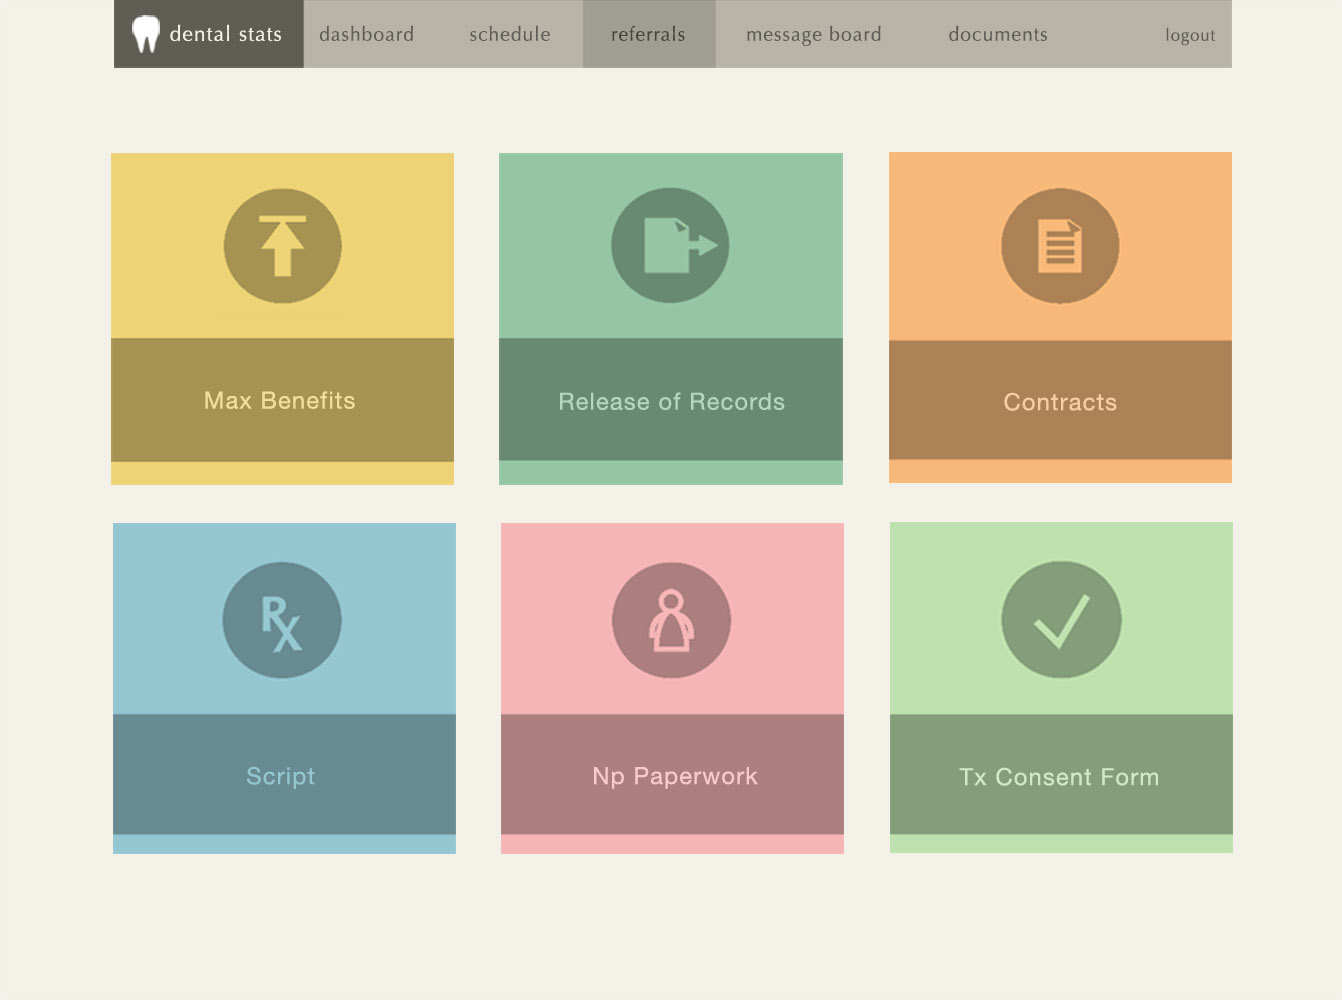 dental stats dashboard schedule referrals message board documents logout
Max Benefits Release of Records Contracts
Rx
Script Np Paperwork Tx Consent Form